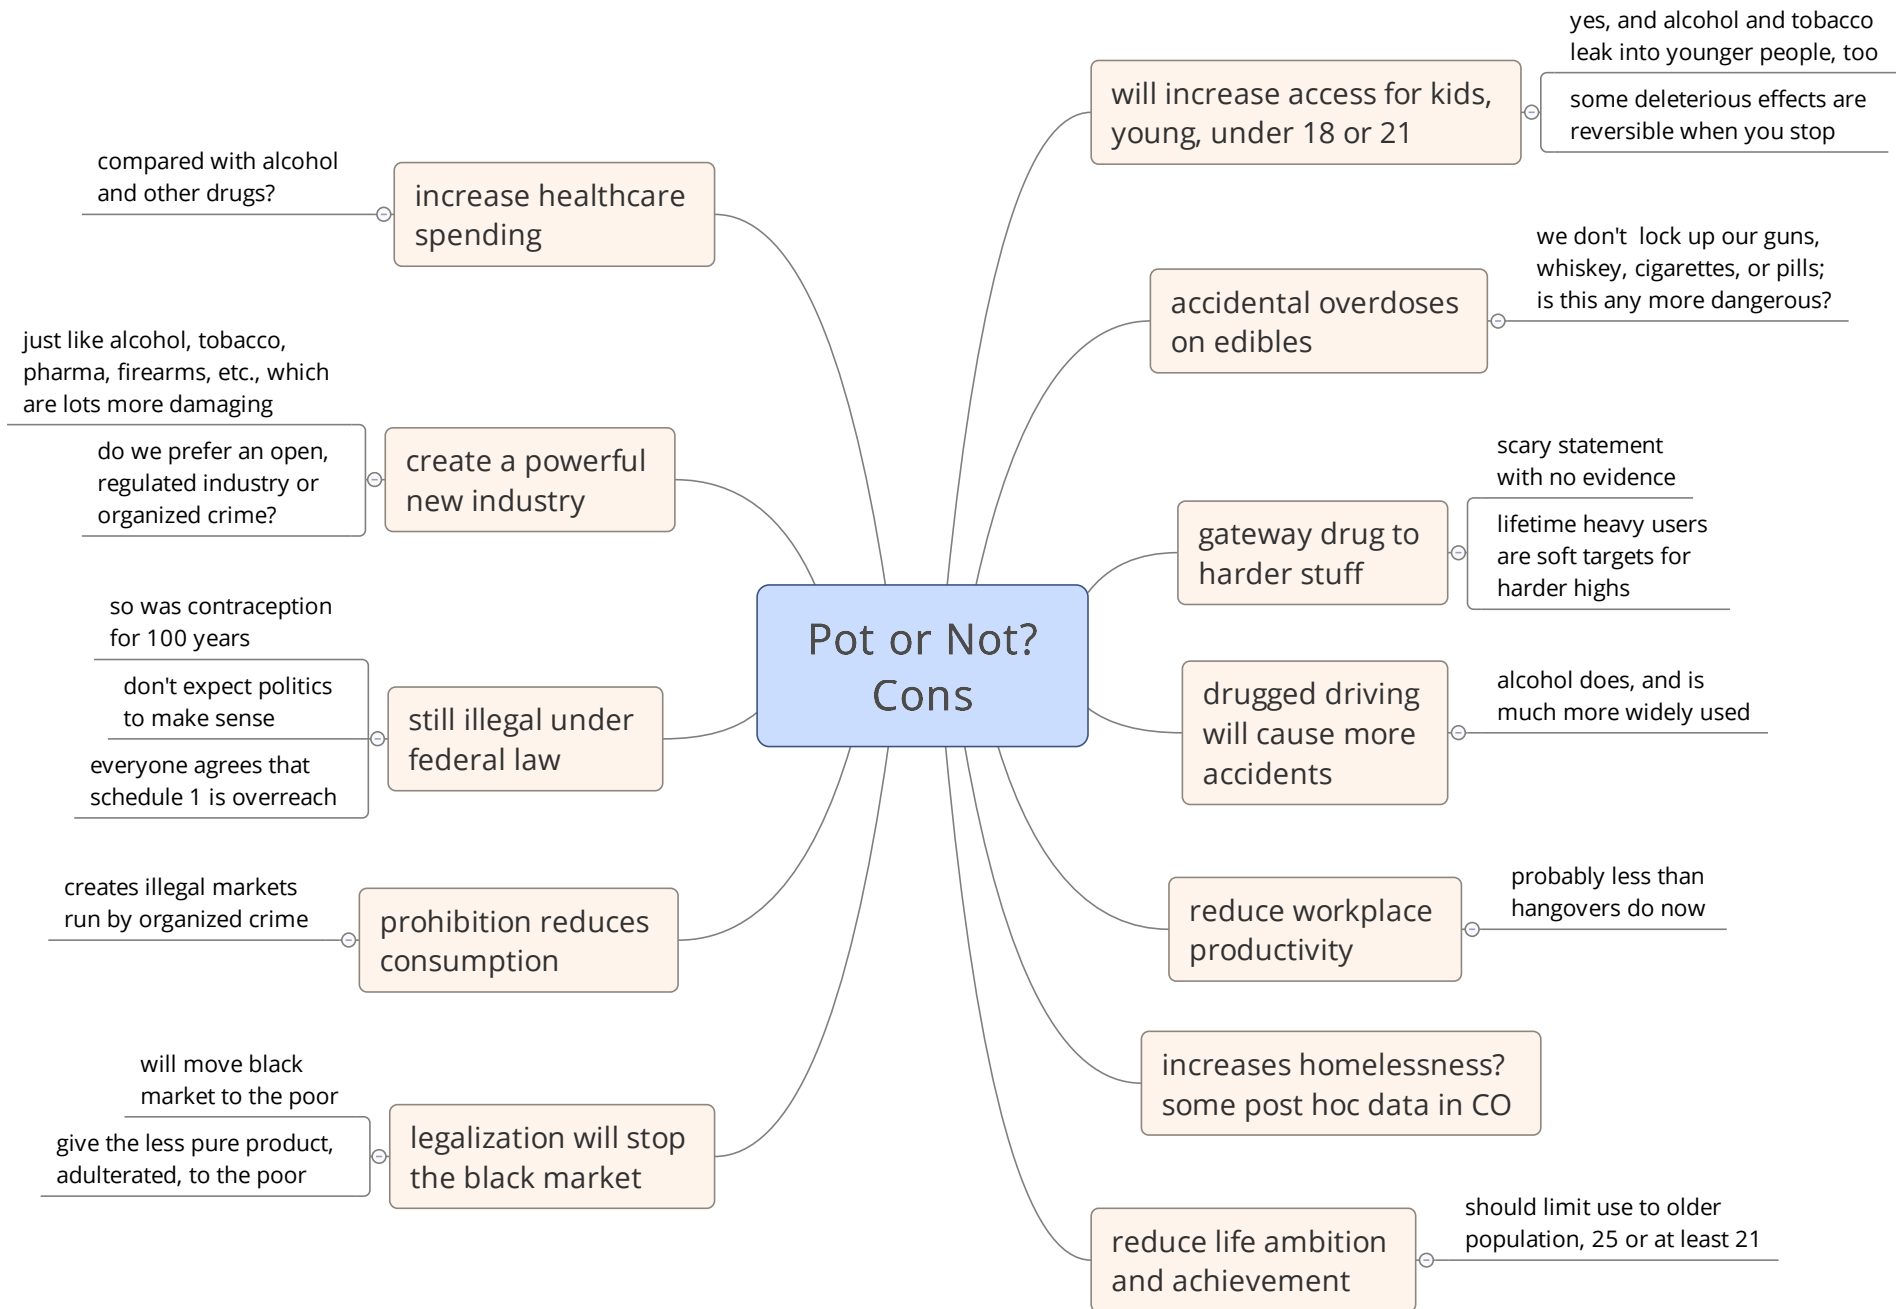 Pot or Not?
Cons
will increase access for kids,
young, under 18 or 21
yes, and alcohol and tobacco
leak into younger people, too
some deleterious effects are
reversible when you stop
accidental overdoses
on edibles
we don't  lock up our guns,
whiskey, cigarettes, or pills;
is this any more dangerous?
gateway drug to
harder stuff
scary statement
with no evidence
lifetime heavy users
are soft targets for
harder highs
drugged driving
will cause more
accidents
alcohol does, and is
much more widely used
reduce workplace
productivity
probably less than
hangovers do now
increases homelessness?
some post hoc data in CO
reduce life ambition
and achievement
should limit use to older
population, 25 or at least 21
increase healthcare
spending
compared with alcohol
and other drugs?
create a powerful
new industry
just like alcohol, tobacco,
pharma, firearms, etc., which
are lots more damaging
do we prefer an open,
regulated industry or
organized crime?
still illegal under
federal law
so was contraception
for 100 years
don't expect politics
to make sense
everyone agrees that
schedule 1 is overreach
prohibition reduces
consumption
creates illegal markets
run by organized crime
legalization will stop
the black market
will move black
market to the poor
give the less pure product,
adulterated, to the poor